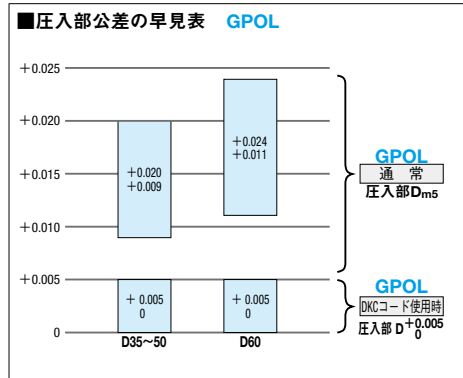 ■圧入部公差の早見表 GPOL
+0.025
+0.020
+0.015
+0.010
+0.005
0
+0.020
+0.009
+0.024
+0.011
+ 0.005
0
+ 0.005
0
D35～50
D60
GPOL
通 常
圧入部Dm5
GPOL
DKCコード使用時
圧入部 D+0.005
0